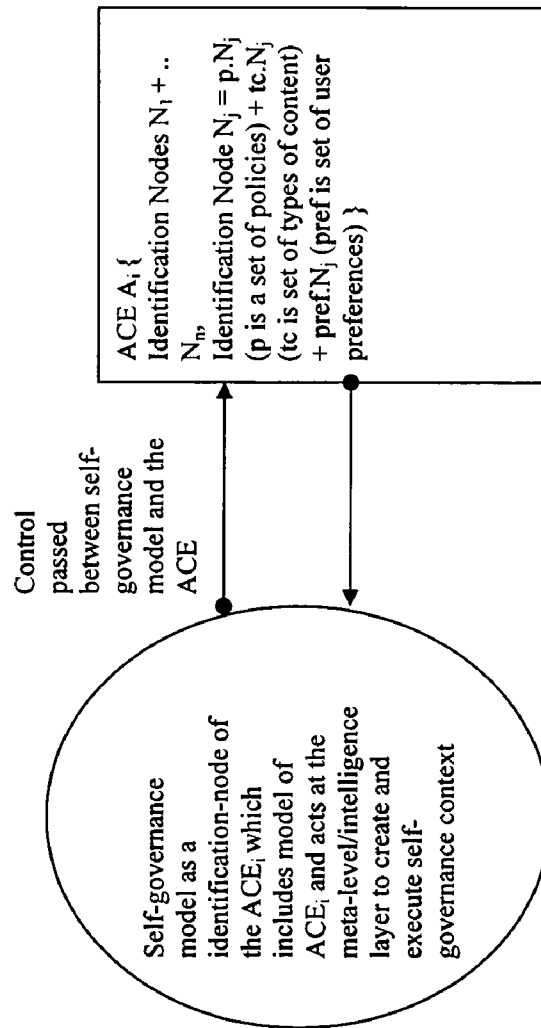 Self-governance
model as a
identification-node of
the ACEi which
includes model of
ACEi and acts at the
meta-level/intelligence
layer to create and
execute self-
governance context
Control
passed
between self-
governance
model and the
ACE
ACE Ai {
Identification Nodes N1 + ..
Nn,
Identification Node Nj = p.Nj
(p is a set of policies) + tc.Nj
(tc is set of types of content)
+ pref.Nj (pref is set of user
preferences) }